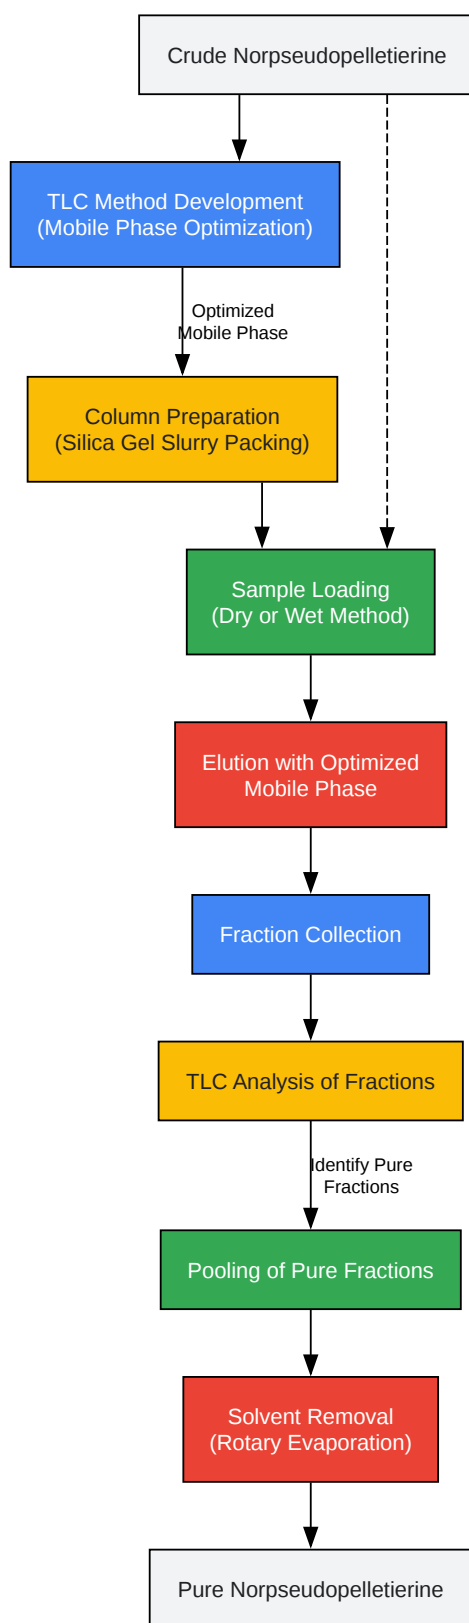 Crude Norpseudopelletierine
TLC Method Development
(Mobile Phase Optimization)
Optimized
Mobile Phase
Column Preparation
(Silica Gel Slurry Packing)
Sample Loading
(Dry or Wet Method)
Elution with Optimized
Mobile Phase
Fraction Collection
TLC Analysis of Fractions
Identify Pure
Fractions
Pooling of Pure Fractions
Solvent Removal
(Rotary Evaporation)
Pure Norpseudopelletierine